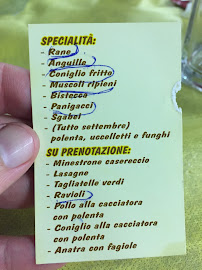 SPECIALITÀ:
- Rane
- Anguille
- Coniglio fritto
- Muscoli ripieni
- Bistecca
- Panigacci
- Sgabei
- (Tutto settembre)
polenta, uccelletti e funghi
SU PRENOTAZIONE:
- Minestrone casereccio
- Lasagne
- Tagliatelle verdi
- Ravioli
- Pollo alla cacciatora
con polenta
- Coniglio alla cacciatora
con polenta
- Anatra con fagiole